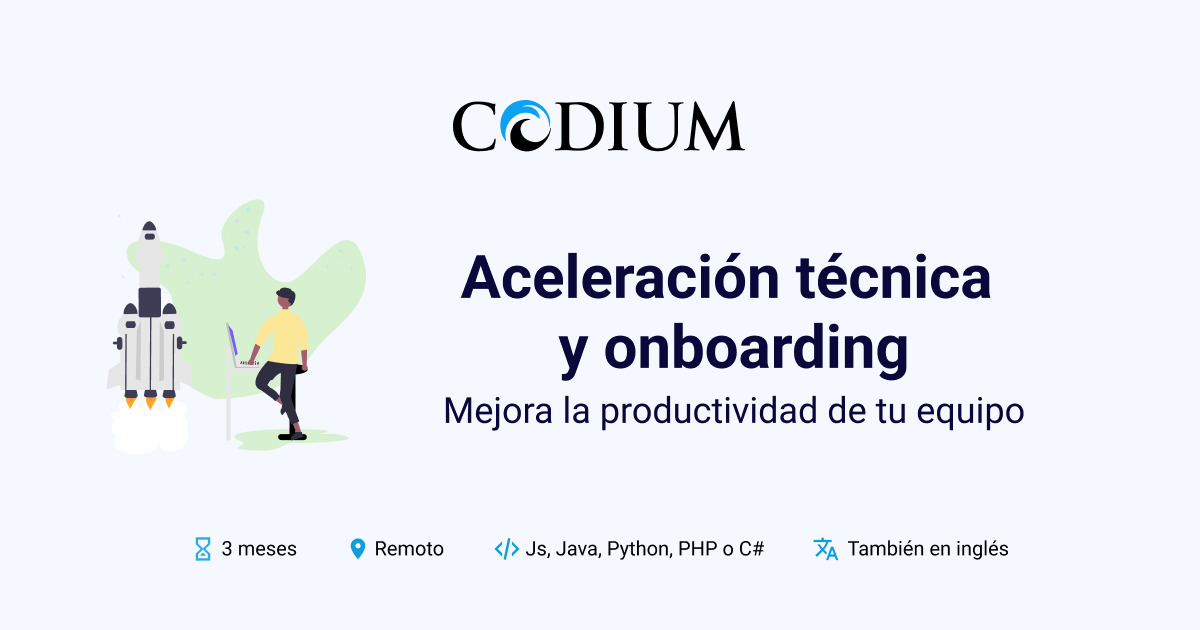 CODIUM
Aceleración técnica
y onboarding
Mejora la productividad de tu equipo
3 meses
Remoto
Js, Java, Python, PHP o C#
También en inglés